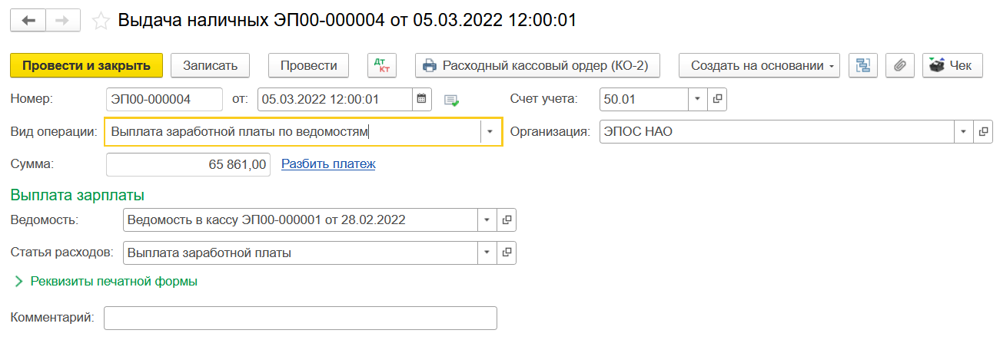 Выдача наличных ЭП00-000004 от 05.03.2022 12:00:01
Провести и закрыть Записать Провести Дт Кт Расходный кассовый ордер (КО-2) Создать на основании Чек
Номер: ЭП00-000004 от: 05.03.2022 12:00:01 Счет учета: 50.01
Вид операции: Выплата заработной платы по ведомостям Организация: ЭПОС НАО
Сумма: 65 861,00 Разбить платеж
Выплата зарплаты
Ведомость: Ведомость в кассу ЭП00-000001 от 28.02.2022
Статья расходов: Выплата заработной платы
Реквизиты печатной формы
Комментарий: